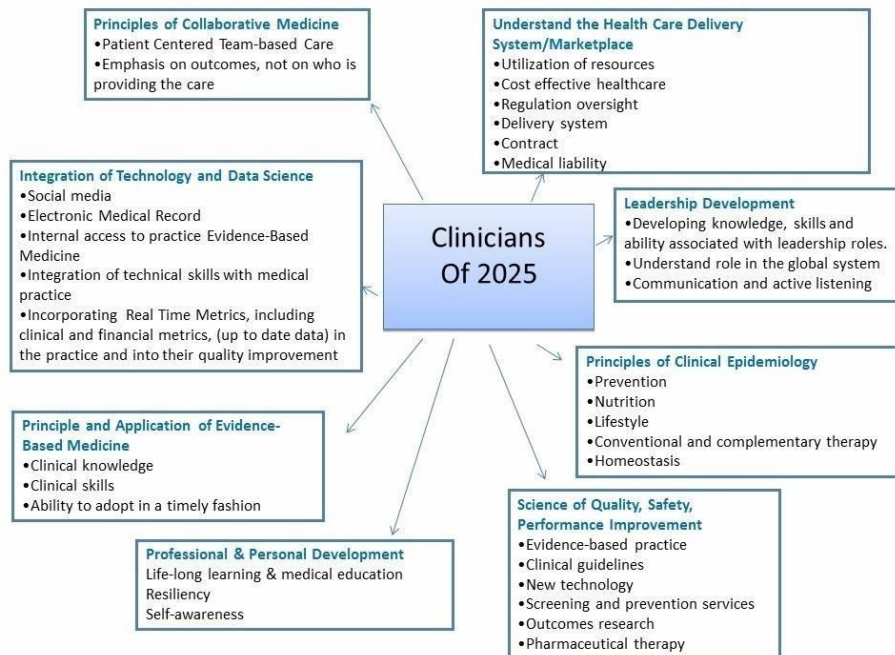 Principles of Collaborative Medicine
•Patient Centered Team-based Care
•Emphasis on outcomes, not on who is
providing the care
Understand the Health Care Delivery
System/Marketplace
•Utilization of resources
•Cost effective healthcare
•Regulation oversight
•Delivery system
•Contract
•Medical liability
Integration of Technology and Data Science
•Social media
•Electronic Medical Record
•Internal access to practice Evidence-Based
Medicine
•Integration of technical skills with medical
practice
•Incorporating Real Time Metrics, including
clinical and financial metrics, (up to date data) in
the practice and into their quality improvement
Clinicians
Of 2025
Leadership Development
•Developing knowledge, skills and
ability associated with leadership roles.
•Understand role in the global system
•Communication and active listening
Principles of Clinical Epidemiology
•Prevention
•Nutrition
•Lifestyle
•Conventional and complementary therapy
•Homeostasis
Principle and Application of Evidence-
Based Medicine
•Clinical knowledge
•Clinical skills
•Ability to adopt in a timely fashion
Science of Quality, Safety,
Performance Improvement
•Evidence-based practice
•Clinical guidelines
•New technology
•Screening and prevention services
•Outcomes research
•Pharmaceutical therapy
Professional & Personal Development
Life-long learning & medical education
Resiliency
Self-awareness